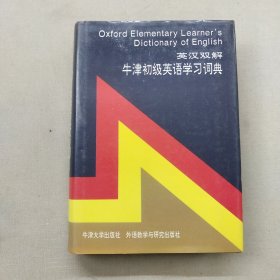 Oxford Elementary Learner's
Dictionary of English
英汉双解
牛津初级英语学习词典
牛津大学出版社 外语教学与研究出版社